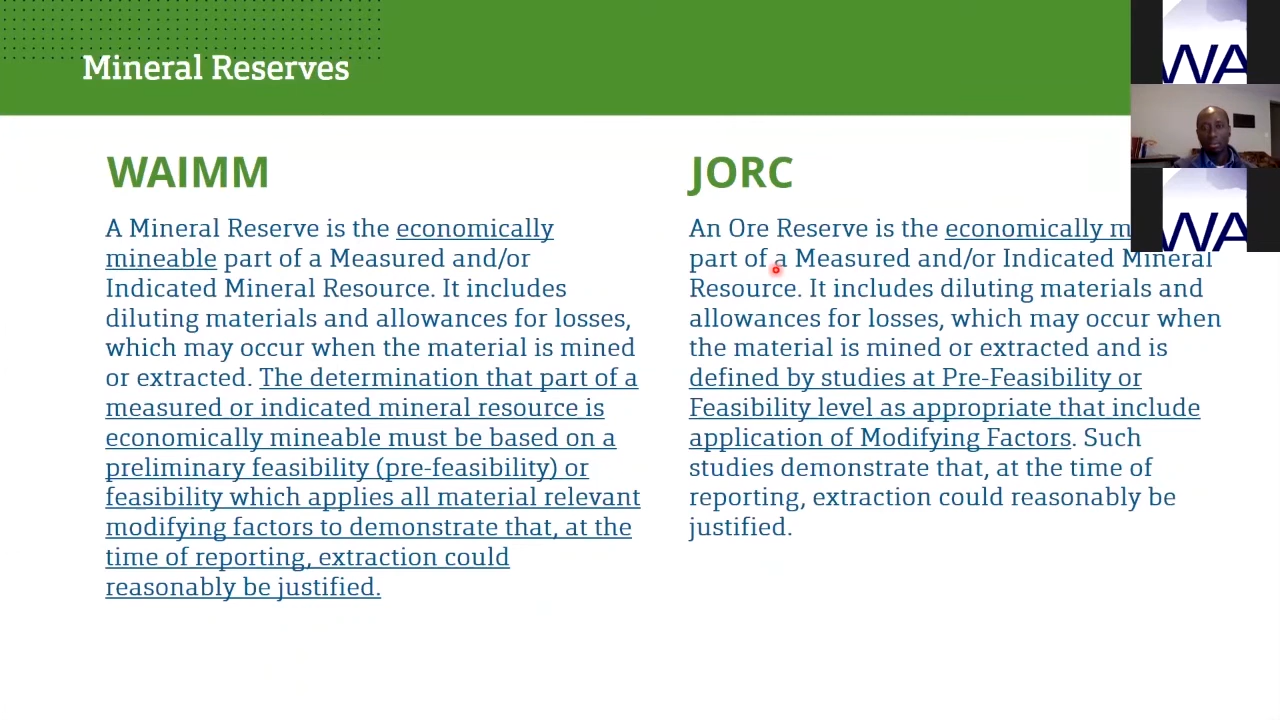 Mineral Reserves
WAIMM
A Mineral Reserve is the economically
mineable part of a Measured and/or
Indicated Mineral Resource. It includes
diluting materials and allowances for losses,
which may occur when the material is mined
or extracted. The determination that part of a
measured or indicated mineral resource is
economically mineable must be based on a
preliminary feasibility (pre-feasibility) or
feasibility which applies all material relevant
modifying factors to demonstrate that, at the
time of reporting, extraction could
reasonably be justified.
JORC
An Ore Reserve is the economically
part of a Measured and/or Indicated Mineral
Resource. It includes diluting materials and
allowances for losses, which may occur when
the material is mined or extracted and is
defined by studies at Pre-Feasibility or
Feasibility level as appropriate that include
application of Modifying Factors. Such
studies demonstrate that, at the time of
reporting, extraction could reasonably be
justified.
WA
WA